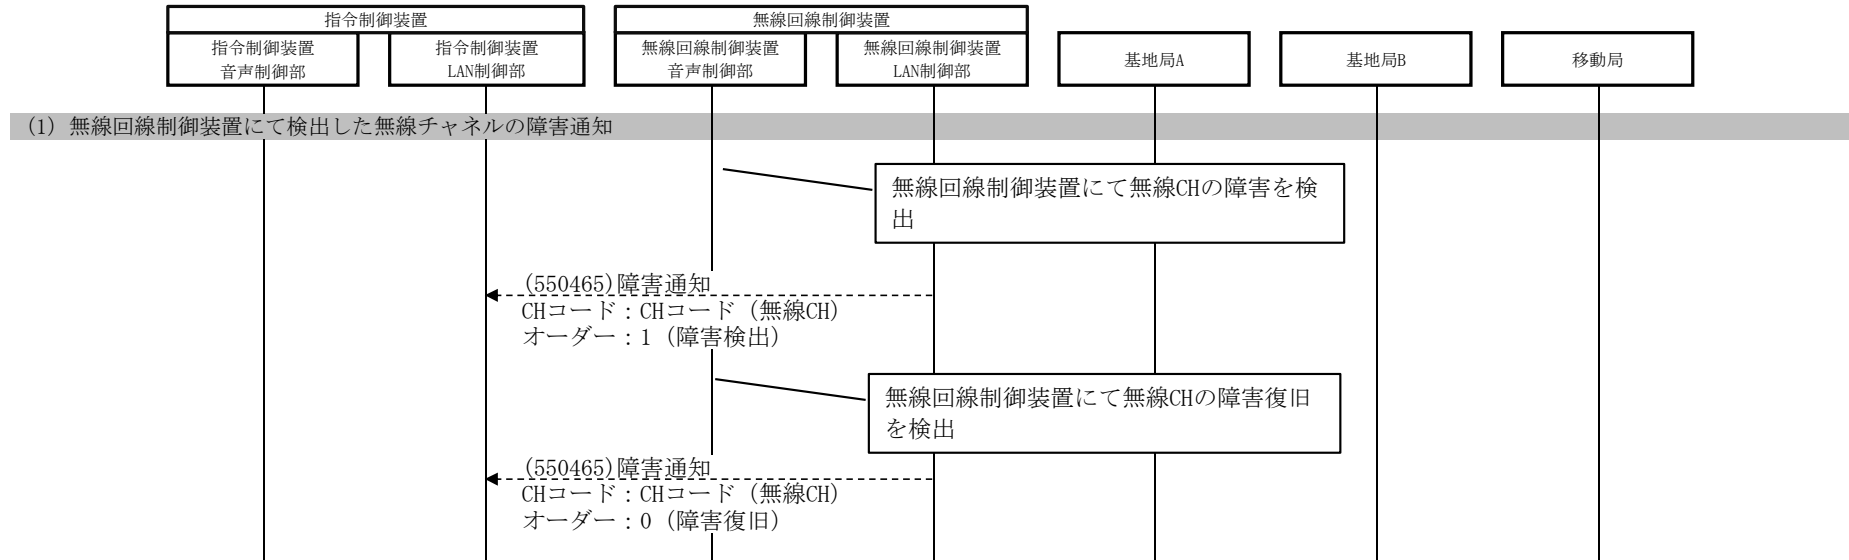 指令制御装置
無線回線制御装置
指令制御装置
音声制御部
指令制御装置
LAN制御部
無線回線制御装置
音声制御部
無線回線制御装置
LAN制御部
基地局A
基地局B
移動局
(1) 無線回線制御装置にて検出した無線チャネルの障害通知
無線回線制御装置にて無線CHの障害を検
出
(550465)障害通知
CHコード：CHコード（無線CH）
オーダー：1（障害検出）
無線回線制御装置にて無線CHの障害復旧
を検出
(550465)障害通知
CHコード：CHコード（無線CH）
オーダー：0（障害復旧）